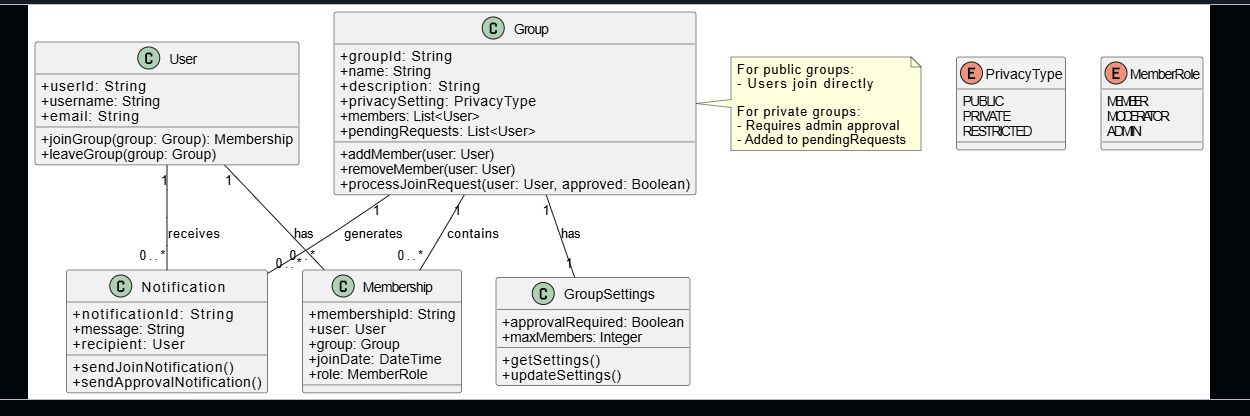 C User
+userId: String
+username: String
+email: String
+joinGroup(group: Group): Membership
+leaveGroup(group: Group)
C Group
+groupId: String
+name: String
+description: String
+privacySetting: PrivacyType
+members: List<User>
+pendingRequests: List<User>
+addMember(user: User)
+removeMember(user: User)
+processJoinRequest(user: User, approved: Boolean)
For public groups:
- Users join directly
For private groups:
- Requires admin approval
- Added to pendingRequests
E PrivacyType
PUBLIC
PRIVATE
RESTRICTED
E MemberRole
MEMBER
MODERATOR
ADMIN
1
receives
0..*
1
has
0..*
1
generates
0..*
1
contains
0..*
1
has
1
C Notification
+notificationId: String
+message: String
+recipient: User
+sendJoinNotification()
+sendApprovalNotification()
C Membership
+membershipId: String
+user: User
+group: Group
+joinDate: DateTime
+role: MemberRole
C GroupSettings
+approvalRequired: Boolean
+maxMembers: Integer
+getSettings()
+updateSettings()